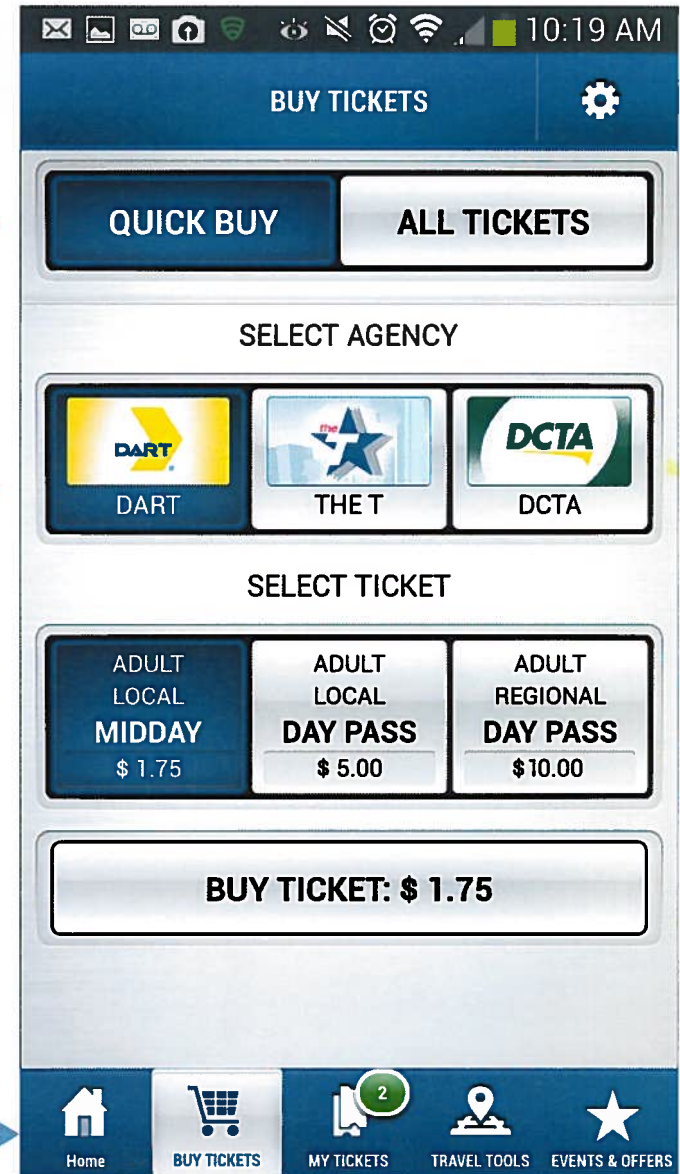 10:19 AM
BUY TICKETS
QUICK BUY
ALL TICKETS
SELECT AGENCY
DART
the
DCTA
DART
THE T
DCTA
SELECT TICKET
ADULT
LOCAL
MIDDAY
$ 1.75
ADULT
LOCAL
DAY PASS
$ 5.00
ADULT
REGIONAL
DAY PASS
$10.00
BUY TICKET: $ 1.75
2
Home
BUY TICKETS
MY TICKETS
TRAVEL TOOLS
EVENTS & OFFERS